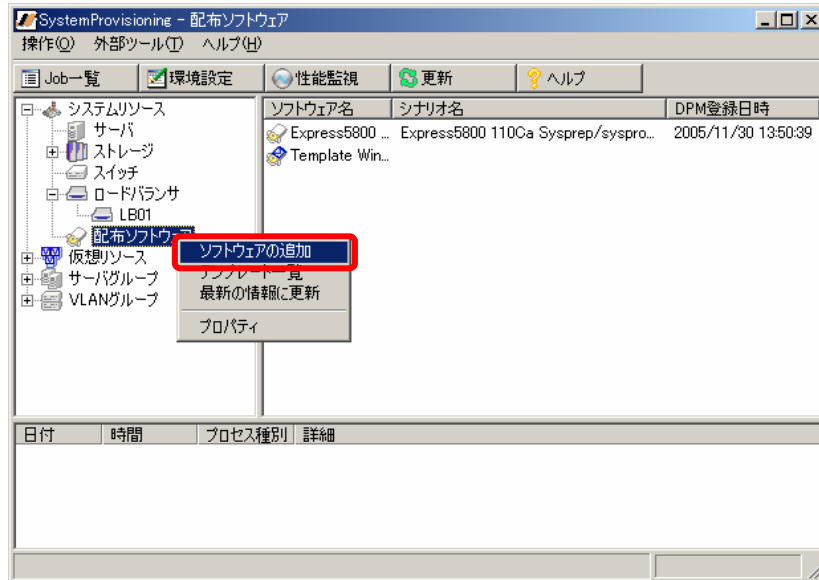 SystemProvisioning - 配布ソフトウェア
操作(O) 外部ツール(T) ヘルプ(H)
Job一覧 環境設定 性能監視 更新 ヘルプ
システムリソース
サーバ
ストレージ
スイッチ
ロードバランサ
LB01
配布ソフトウェア
仮想リソース
サーバグループ
VLANグループ
ソフトウェア名 シナリオ名 DPM登録日時
Express5800 ... Express5800 110Ca Sysprep/syspro... 2005/11/30 13:50:39
Template Win...
ソフトウェアの追加
テンプレート一覧
最新の情報に更新
プロパティ
日付 時間 プロセス種別 詳細